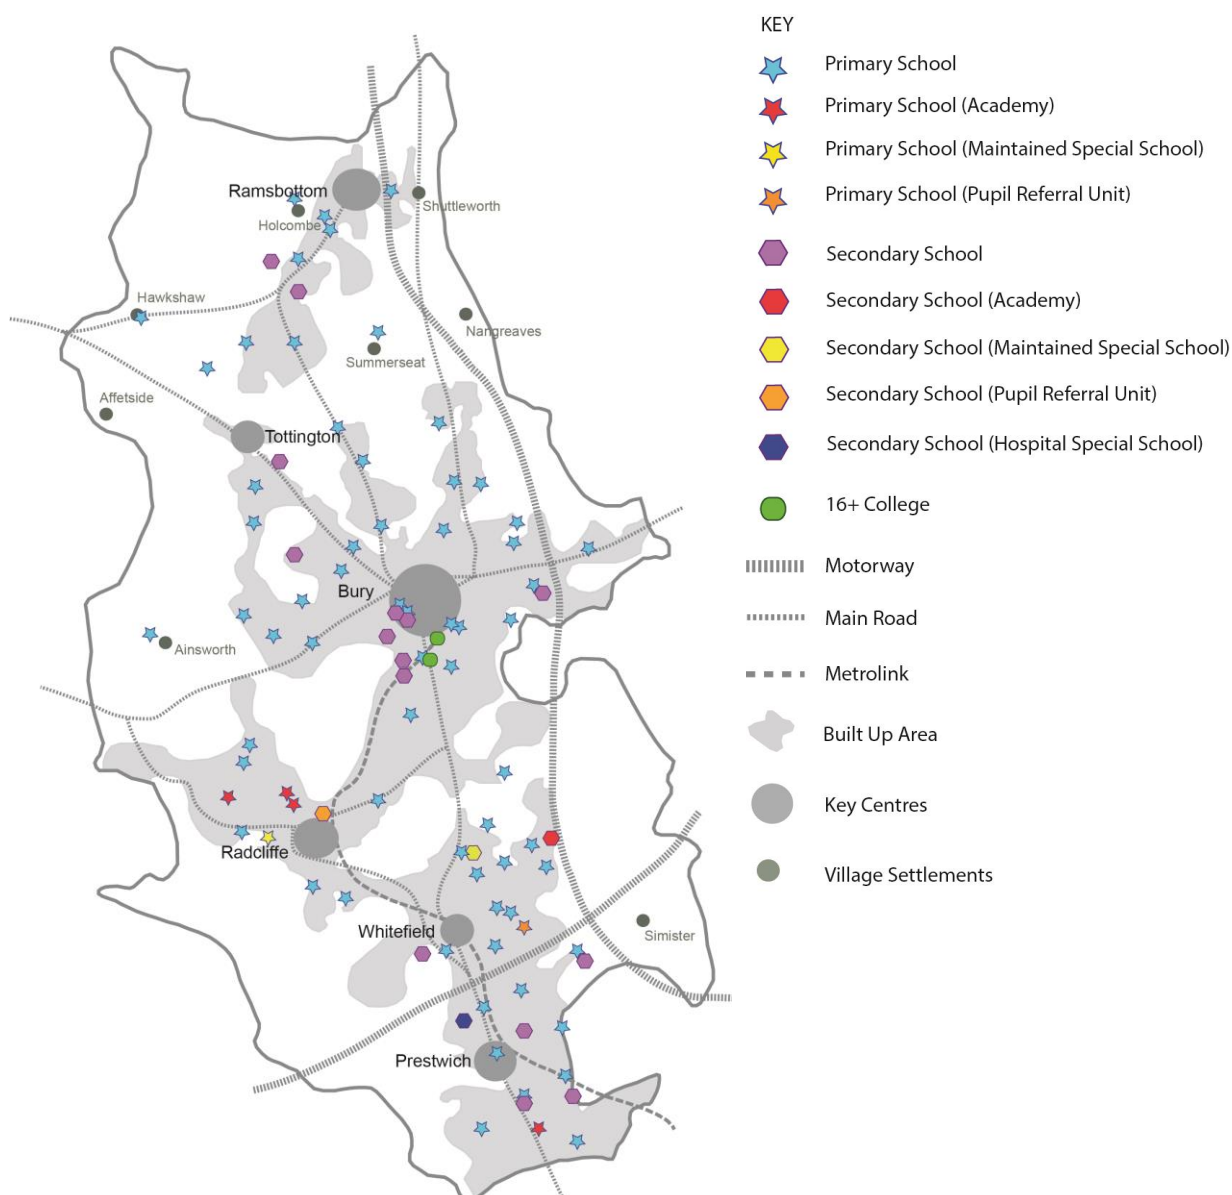 KEY
Primary School
Primary School (Academy)
Primary School (Maintained Special School)
Primary School (Pupil Referral Unit)
Secondary School
Secondary School (Academy)
Secondary School (Maintained Special School)
Secondary School (Pupil Referral Unit)
Secondary School (Hospital Special School)
16+ College
Motorway
Main Road
Metrolink
Built Up Area
Key Centres
Village Settlements
Ramsbottom
Shuttleworth
Holcombe
Hawkshaw
Nangreaves
Summerseat
Affetside
Tottington
Bury
Ainsworth
Radcliffe
Whitefield
Simister
Prestwich